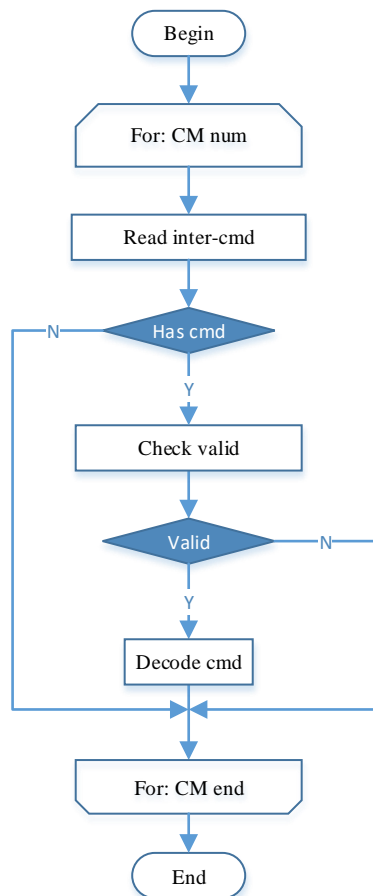 Begin
For: CM num
Read inter-cmd
Has cmd
N
Y
Check valid
Valid
N
Y
Decode cmd
For: CM end
End